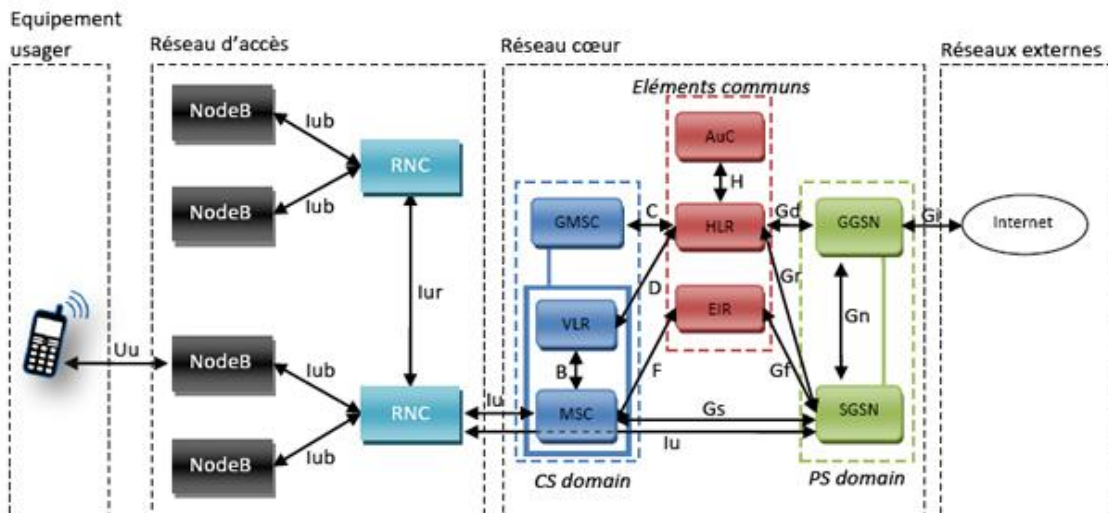 Equipement
usager
Réseau d'accès
Réseau cœur
Réseaux externes
Eléments communs
NodeB
Iub
RNC
NodeB
Iub
AuC
H
GMSC
C
HLR
Gd
GGSN
Gi
Internet
Iur
D
Gr
VLR
EIR
Gn
Uu
NodeB
Iub
B
F
Gf
RNC
Iu
MSC
Gs
SGSN
Iu
NodeB
Iub
CS domain
PS domain